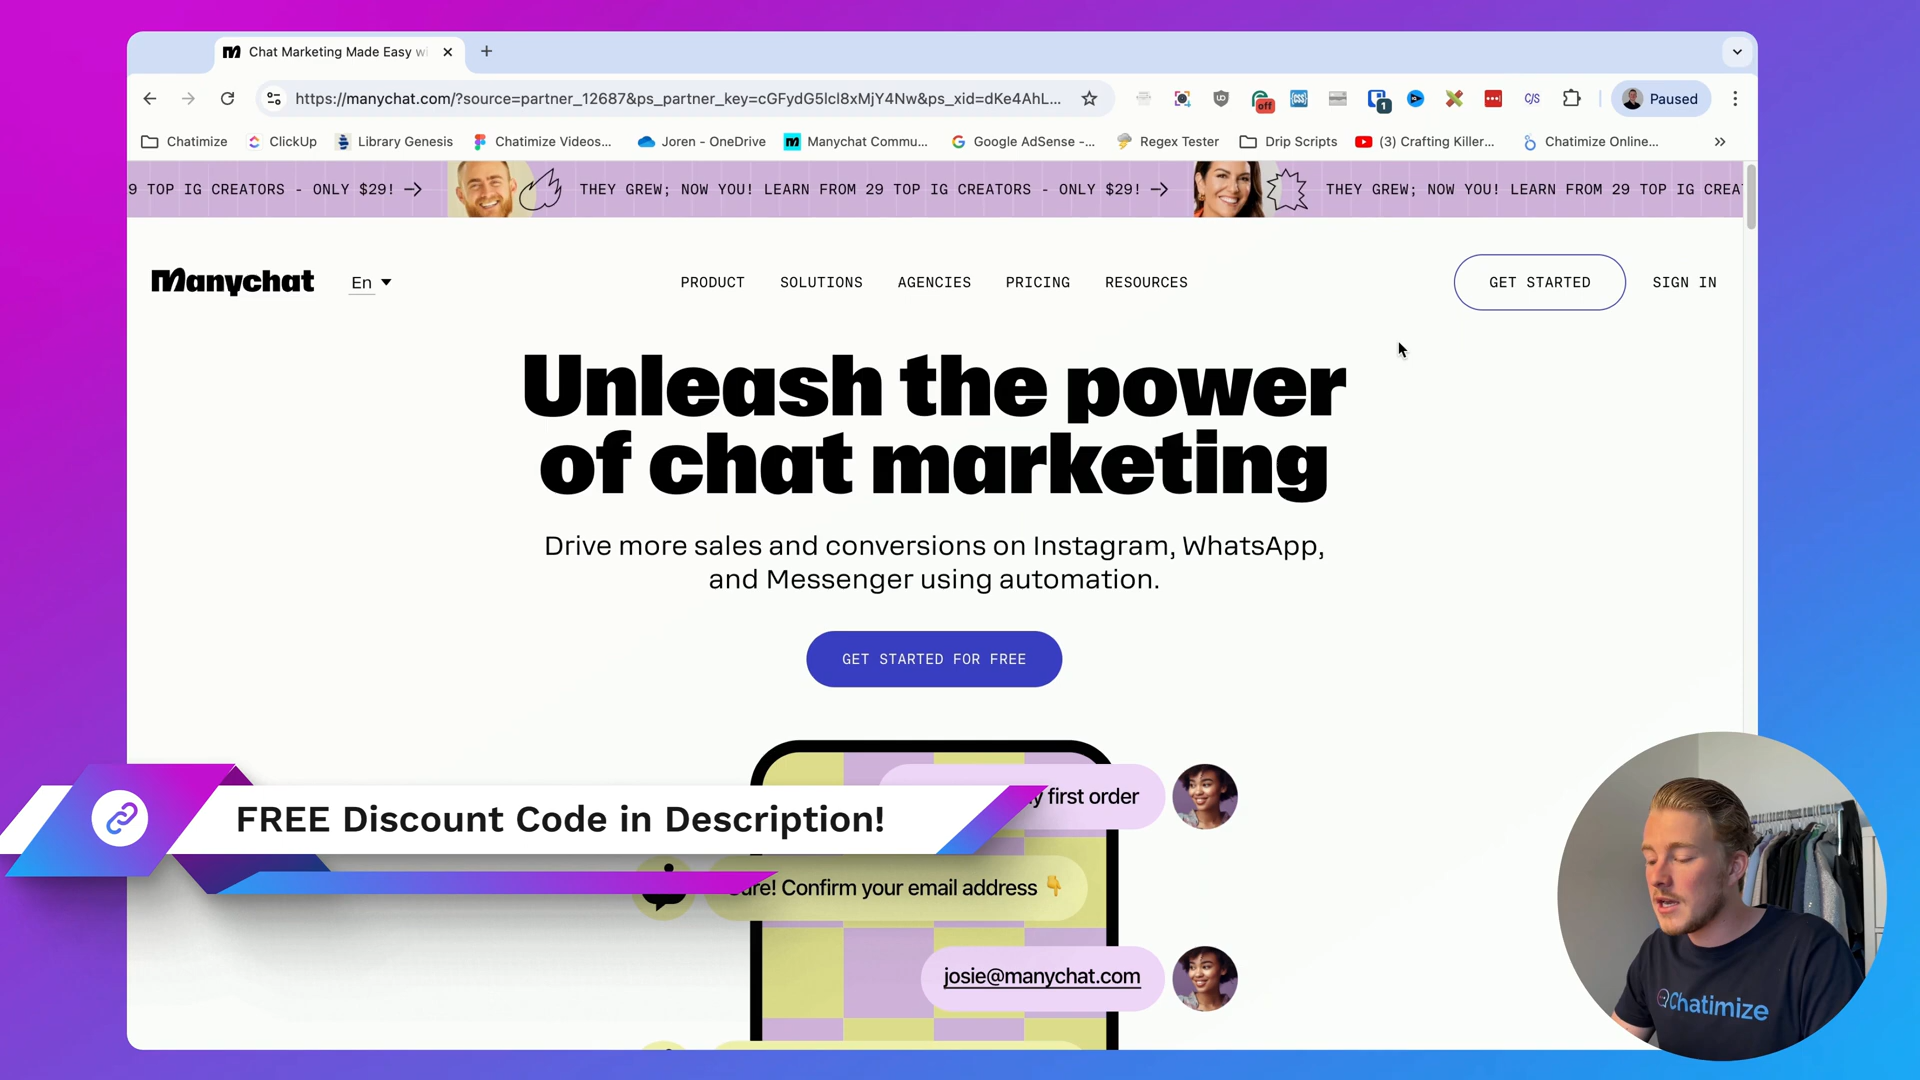 Chat Marketing Made Easy wi
https://manychat.com/?source=partner_12687&ps_partner_key=cGFydG5lcl8xMjY4Nw&ps_xid=dKe4AhL...
off
CSS
1
C/S
Paused
Chatimize
ClickUp
Library Genesis
Chatimize Videos...
Joren - OneDrive
Manychat Commu...
Google AdSense -...
Regex Tester
Drip Scripts
(3) Crafting Killer...
Chatimize Online...
9 TOP IG CREATORS - ONLY $29! → THEY GREW; NOW YOU! LEARN FROM 29 TOP IG CREATORS - ONLY $29! → THEY GREW; NOW YOU! LEARN FROM 29 TOP IG CREA
Manychat
En
PRODUCT
SOLUTIONS
AGENCIES
PRICING
RESOURCES
GET STARTED
SIGN IN
Unleash the power
of chat marketing
Drive more sales and conversions on Instagram, WhatsApp,
and Messenger using automation.
GET STARTED FOR FREE
first order
FREE Discount Code in Description!
Sure! Confirm your email address 👇
josie@manychat.com
Chatimize